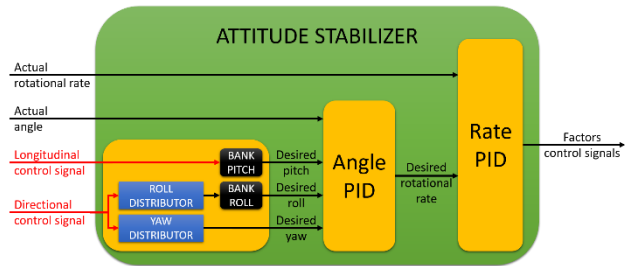 ATTITUDE STABILIZER
Actual
rotational rate
Actual
angle
Longitudinal
control signal
Directional
control signal
BANK
PITCH
ROLL
DISTRIBUTOR
BANK
ROLL
YAW
DISTRIBUTOR
Desired
pitch
Desired
roll
Desired
yaw
Angle
PID
Desired
rotational
rate
Rate
PID
Factors
control signals